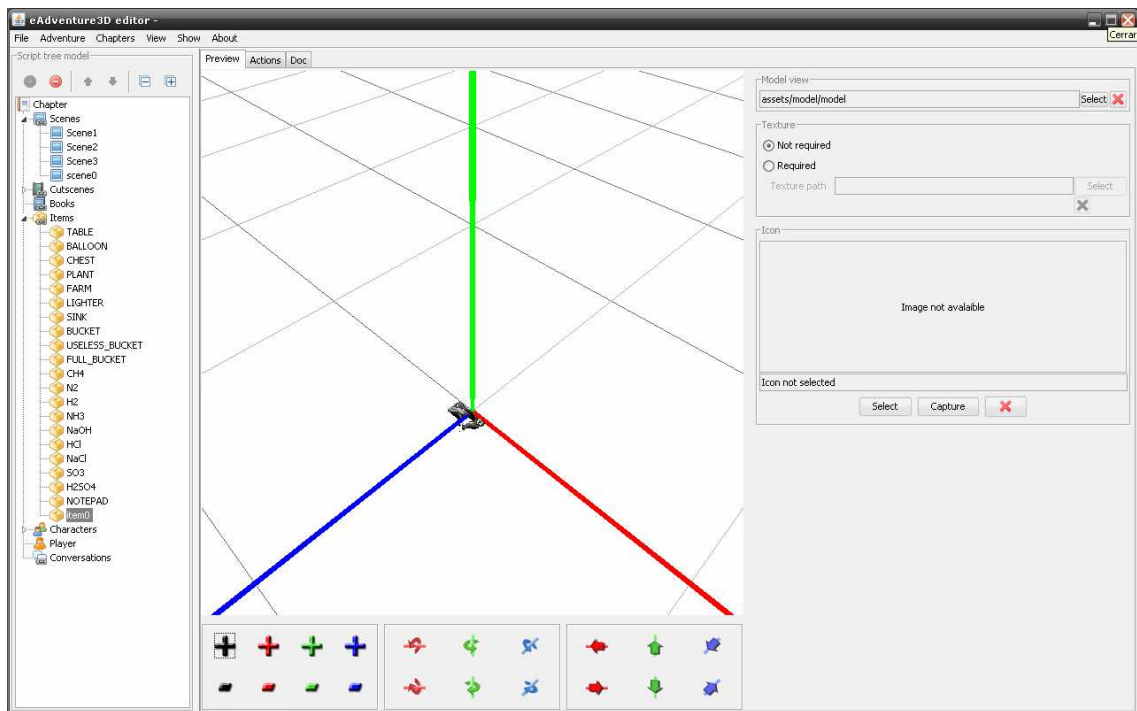 eAdventure3D editor -
File Adventure Chapters View Show About
Cerrar
Script tree model
Chapter
Scenes
Scene1
Scene2
Scene3
scene0
Cutscenes
Books
Items
TABLE
BALLOON
CHEST
PLANT
FARM
LIGHTER
SINK
BUCKET
USELESS_BUCKET
FULL_BUCKET
CH4
N2
H2
NH3
NaOH
HCl
NaCl
SO3
H2SO4
NOTEPAD
item0
Characters
Player
Conversations
Preview Actions Doc
Model view
assets/model/model Select
Texture
Not required
Required
Texture path Select
Icon
Image not avalaible
Icon not selected
Select Capture